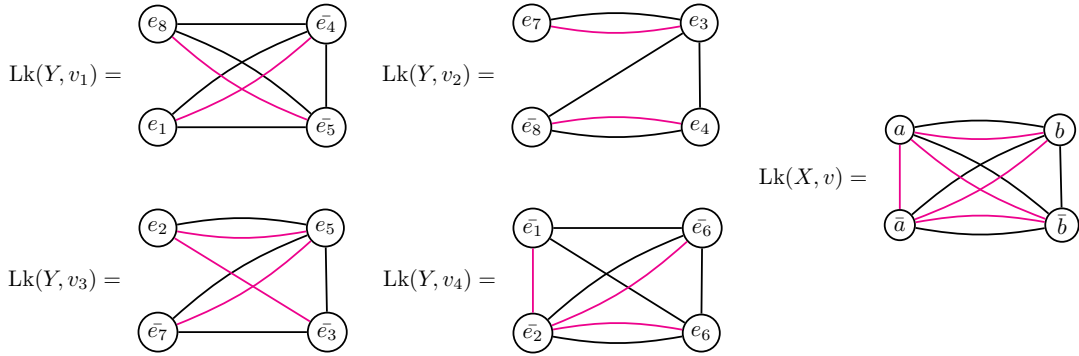 e₈ ē₄ e₇ e₃
Lk(Y, v₁) = Lk(Y, v₂) =
e₁ ē₅ ē₈ e₄
a b
Lk(X, v) =
ā b̄
e₂ e₅ ē₁ ē₆
Lk(Y, v₃) = Lk(Y, v₄) =
ē₇ ē₃ ē₂ e₆